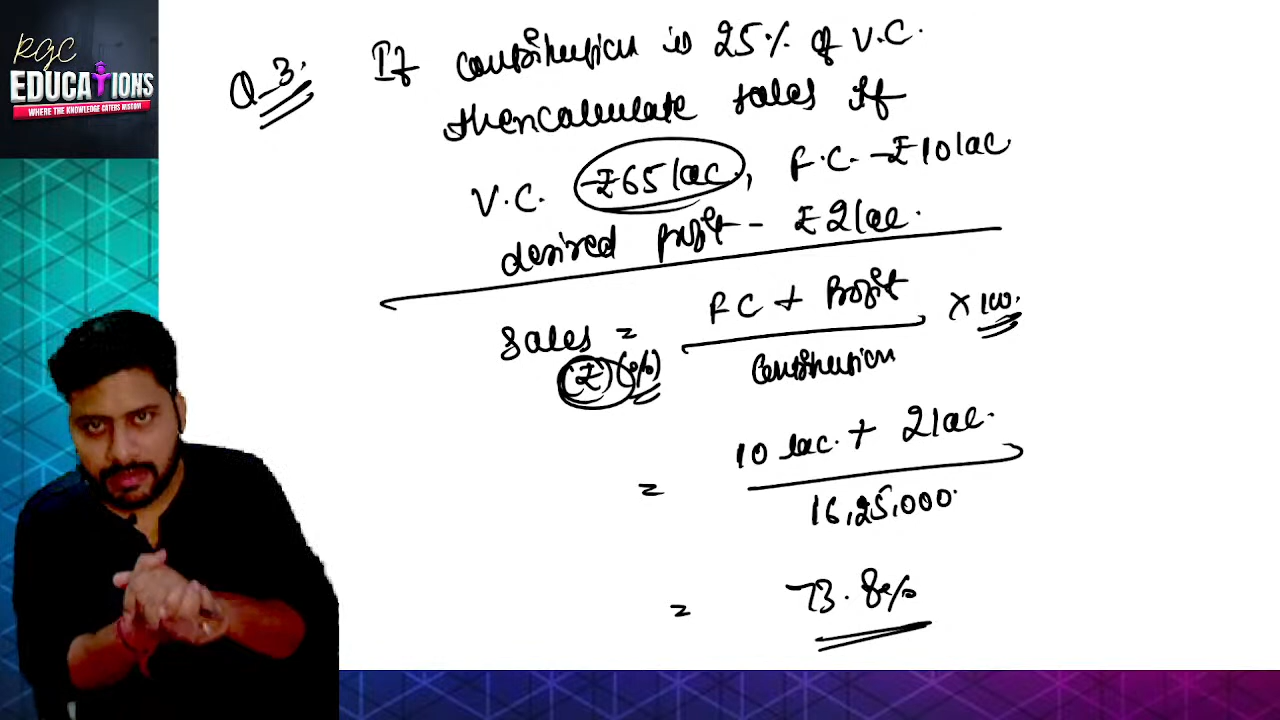 RGC
EDUCATIONS
WHERE THE KNOWLEDGE CATERS WISDOM
Q-3. If contribution is 25% of V.C.
then calculate sales if
V.C. -₹65 lac, F.C. -₹10 lac
desired profit - ₹2 lac.
Sales = FC + Profit × 100.
(₹) (%) Contribution
= 10 lac. + 2 lac.
16,25,000.
= 73.8%